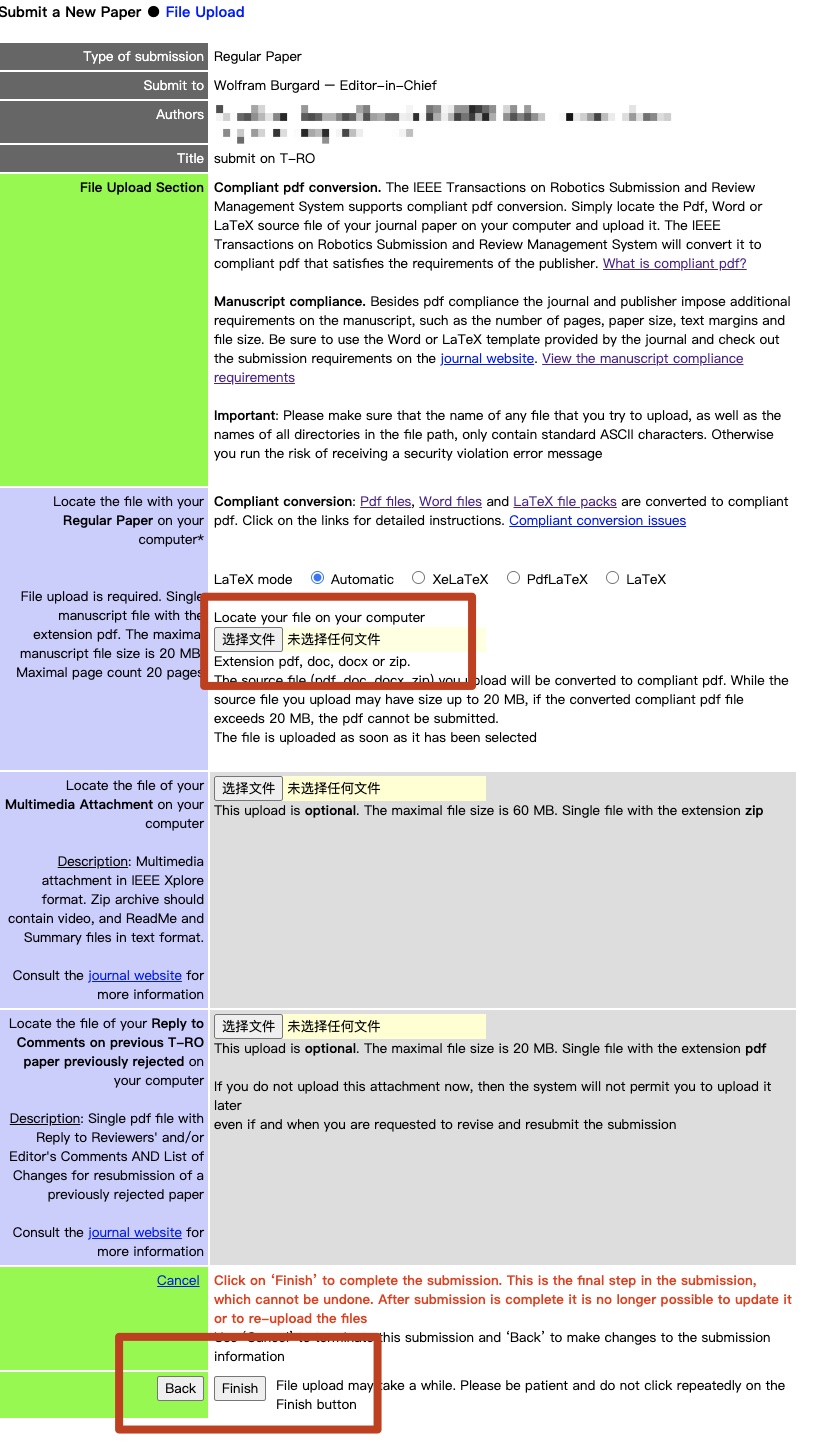 Submit a New Paper ● File Upload
Type of submission Regular Paper
Submit to Wolfram Burgard — Editor-in-Chief
Authors
Title submit on T-RO
File Upload Section
Compliant pdf conversion. The IEEE Transactions on Robotics Submission and Review
Management System supports compliant pdf conversion. Simply locate the Pdf, Word or
LaTeX source file of your journal paper on your computer and upload it. The IEEE
Transactions on Robotics Submission and Review Management System will convert it to
compliant pdf that satisfies the requirements of the publisher. What is compliant pdf?
Manuscript compliance. Besides pdf compliance the journal and publisher impose additional
requirements on the manuscript, such as the number of pages, paper size, text margins and
file size. Be sure to use the Word or LaTeX template provided by the journal and check out
the submission requirements on the journal website. View the manuscript compliance
requirements
Important: Please make sure that the name of any file that you try to upload, as well as the
names of all directories in the file path, only contain standard ASCII characters. Otherwise
you run the risk of receiving a security violation error message
Locate the file with your
Regular Paper on your
computer*
File upload is required. Single
manuscript file with the
extension pdf. The maximal
manuscript file size is 20 MB.
Maximal page count 20 pages
Compliant conversion: Pdf files, Word files and LaTeX file packs are converted to compliant
pdf. Click on the links for detailed instructions. Compliant conversion issues
LaTeX mode Automatic XeLaTeX PdfLaTeX LaTeX
Locate your file on your computer
选择文件 未选择任何文件
Extension pdf, doc, docx or zip.
The source file (pdf, doc, docx, zip) you upload will be converted to compliant pdf. While the
source file you upload may have size up to 20 MB, if the converted compliant pdf file
exceeds 20 MB, the pdf cannot be submitted.
The file is uploaded as soon as it has been selected
Locate the file of your
Multimedia Attachment on your
computer
Description: Multimedia
attachment in IEEE Xplore
format. Zip archive should
contain video, and ReadMe and
Summary files in text format.
Consult the journal website for
more information
选择文件 未选择任何文件
This upload is optional. The maximal file size is 60 MB. Single file with the extension zip
Locate the file of your Reply to
Comments on previous T-RO
paper previously rejected on
your computer
Description: Single pdf file with
Reply to Reviewers' and/or
Editor's Comments AND List of
Changes for resubmission of a
previously rejected paper
Consult the journal website for
more information
选择文件 未选择任何文件
This upload is optional. The maximal file size is 20 MB. Single file with the extension pdf
If you do not upload this attachment now, then the system will not permit you to upload it
later
even if and when you are requested to revise and resubmit the submission
Cancel
Click on ‘Finish’ to complete the submission. This is the final step in the submission,
which cannot be undone. After submission is complete it is no longer possible to update it
or to re-upload the files
Use ‘Cancel’ to terminate this submission and ‘Back’ to make changes to the submission
information
Back Finish File upload may take a while. Please be patient and do not click repeatedly on the
Finish button